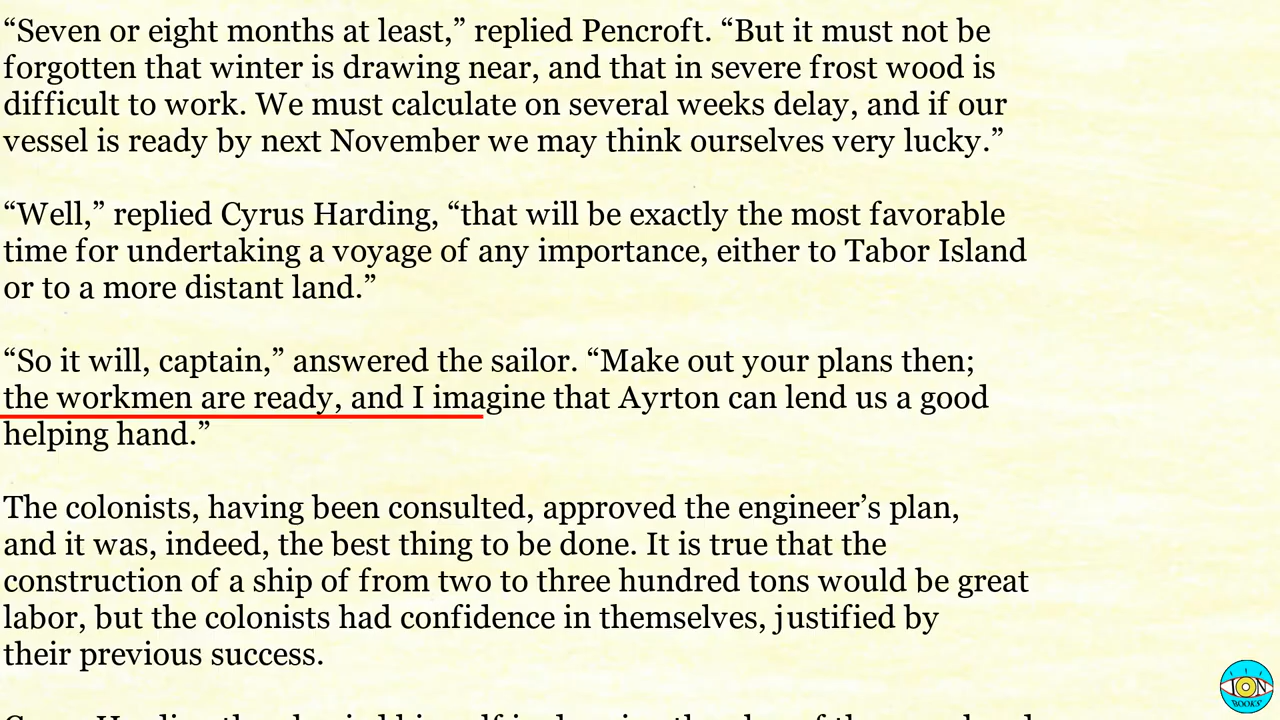 “Seven or eight months at least,” replied Pencroft. “But it must not be
forgotten that winter is drawing near, and that in severe frost wood is
difficult to work. We must calculate on several weeks delay, and if our
vessel is ready by next November we may think ourselves very lucky.”
“Well,” replied Cyrus Harding, “that will be exactly the most favorable
time for undertaking a voyage of any importance, either to Tabor Island
or to a more distant land.”
“So it will, captain,” answered the sailor. “Make out your plans then;
the workmen are ready, and I imagine that Ayrton can lend us a good
helping hand.”
The colonists, having been consulted, approved the engineer’s plan,
and it was, indeed, the best thing to be done. It is true that the
construction of a ship of from two to three hundred tons would be great
labor, but the colonists had confidence in themselves, justified by
their previous success.
ION
BOOKS